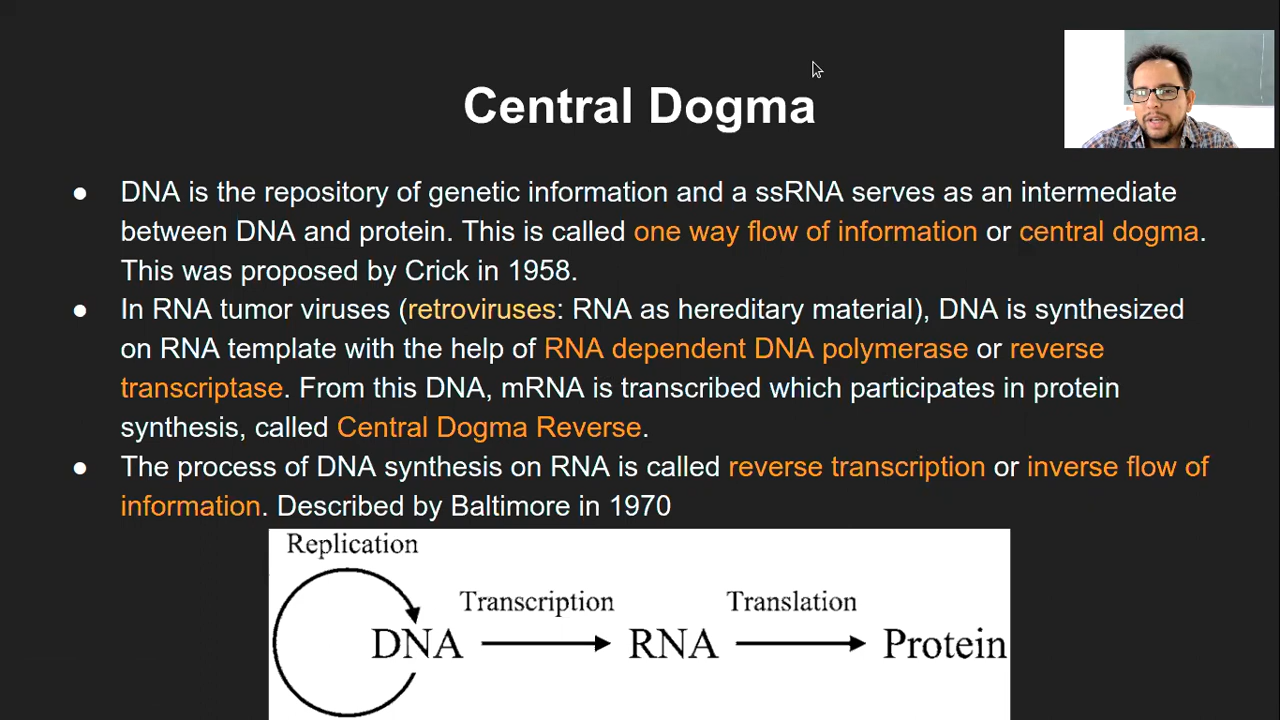 Central Dogma
● DNA is the repository of genetic information and a ssRNA serves as an intermediate
between DNA and protein. This is called one way flow of information or central dogma.
This was proposed by Crick in 1958.
● In RNA tumor viruses (retroviruses: RNA as hereditary material), DNA is synthesized
on RNA template with the help of RNA dependent DNA polymerase or reverse
transcriptase. From this DNA, mRNA is transcribed which participates in protein
synthesis, called Central Dogma Reverse.
● The process of DNA synthesis on RNA is called reverse transcription or inverse flow of
information. Described by Baltimore in 1970
Replication
Transcription
Translation
DNA
RNA
Protein